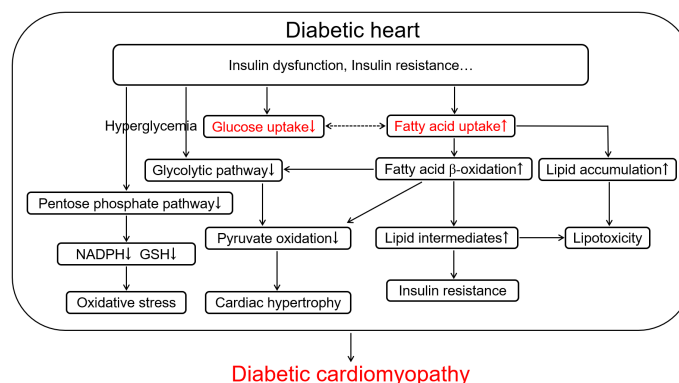 Diabetic heart
Insulin dysfunction, Insulin resistance…
Hyperglycemia
Glucose uptake↓
Fatty acid uptake↑
Glycolytic pathway↓
Fatty acid β-oxidation↑
Lipid accumulation↑
Pentose phosphate pathway↓
Pyruvate oxidation↓
Lipid intermediates↑
Lipotoxicity
NADPH↓ GSH↓
Insulin resistance
Oxidative stress
Cardiac hypertrophy
Diabetic cardiomyopathy